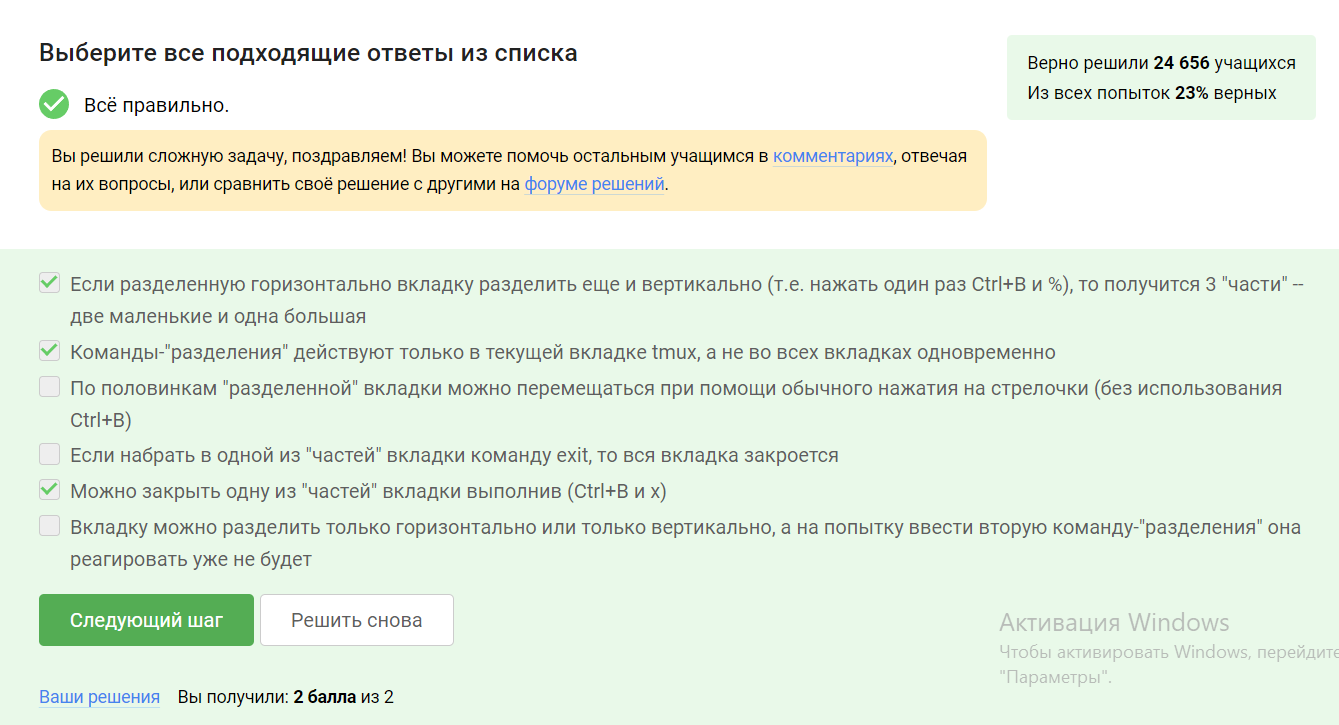 Выберите все подходящие ответы из списка
Всё правильно.
Верно решили 24 656 учащихся
Из всех попыток 23% верных
Вы решили сложную задачу, поздравляем! Вы можете помочь остальным учащимся в комментариях, отвечая
на их вопросы, или сравнить своё решение с другими на форуме решений.
Если разделенную горизонтально вкладку разделить еще и вертикально (т.е. нажать один раз Ctrl+B и %), то получится 3 "части" --
две маленькие и одна большая
Команды-"разделения" действуют только в текущей вкладке tmux, а не во всех вкладках одновременно
По половинкам "разделенной" вкладки можно перемещаться при помощи обычного нажатия на стрелочки (без использования
Ctrl+B)
Если набрать в одной из "частей" вкладки команду exit, то вся вкладка закроется
Можно закрыть одну из "частей" вкладки выполнив (Ctrl+B и x)
Вкладку можно разделить только горизонтально или только вертикально, а на попытку ввести вторую команду-"разделения" она
реагировать уже не будет
Следующий шаг
Решить снова
Активация Windows
Чтобы активировать Windows, перейдите
"Параметры".
Ваши решения Вы получили: 2 балла из 2